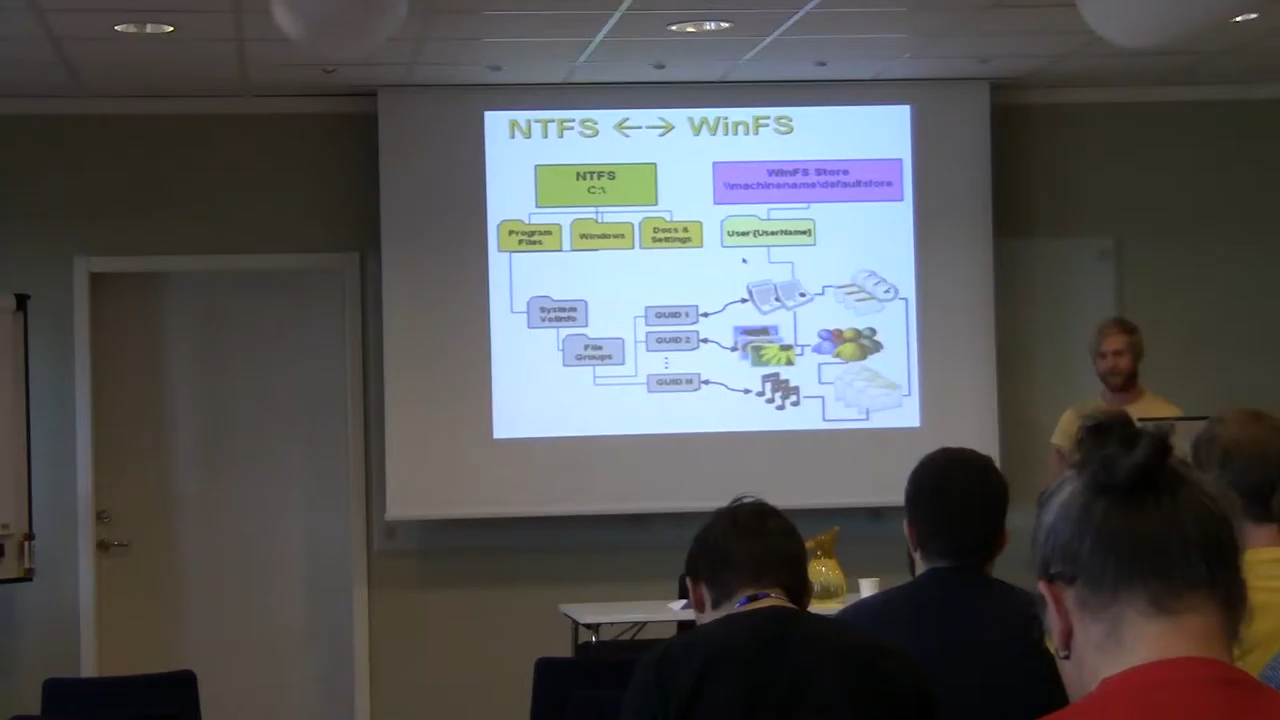 NTFS ←→ WinFS
NTFS
C:\
WinFS Store
\\machinename\defaultstore
Program
Files
Windows
Docs &
Settings
User{UserName}
System
VolInfo
File
Groups
GUID 1
GUID 2
⋮
GUID N